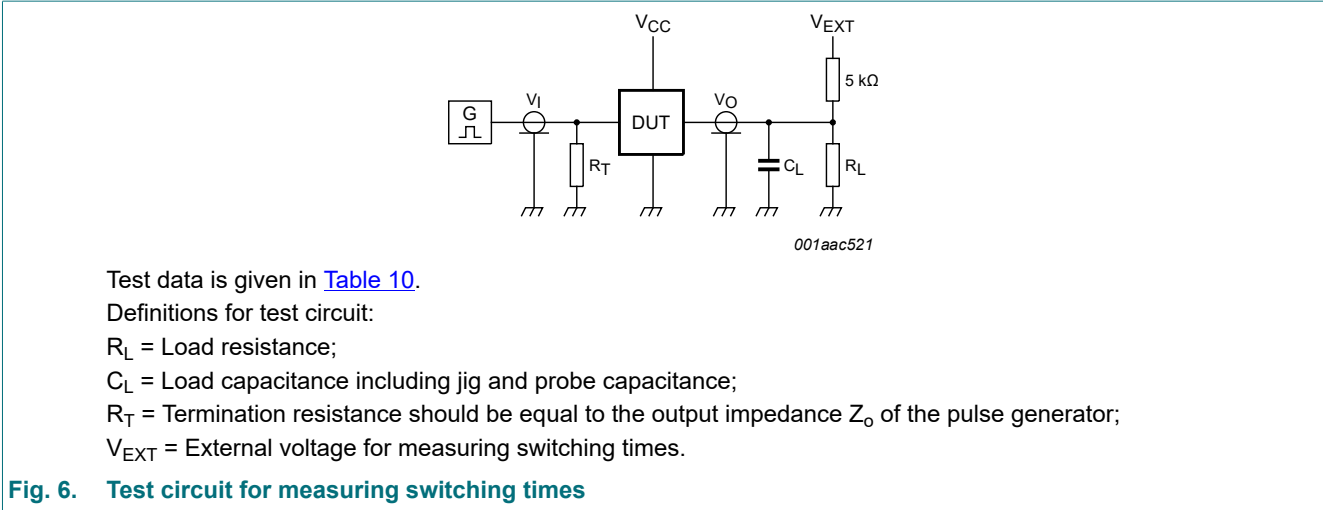 VCC
VEXT
5 kΩ
G
VI
DUT
VO
RT
CL
RL
001aac521
Test data is given in Table 10.
Definitions for test circuit:
RL = Load resistance;
CL = Load capacitance including jig and probe capacitance;
RT = Termination resistance should be equal to the output impedance Zo of the pulse generator;
VEXT = External voltage for measuring switching times.
Fig. 6. Test circuit for measuring switching times